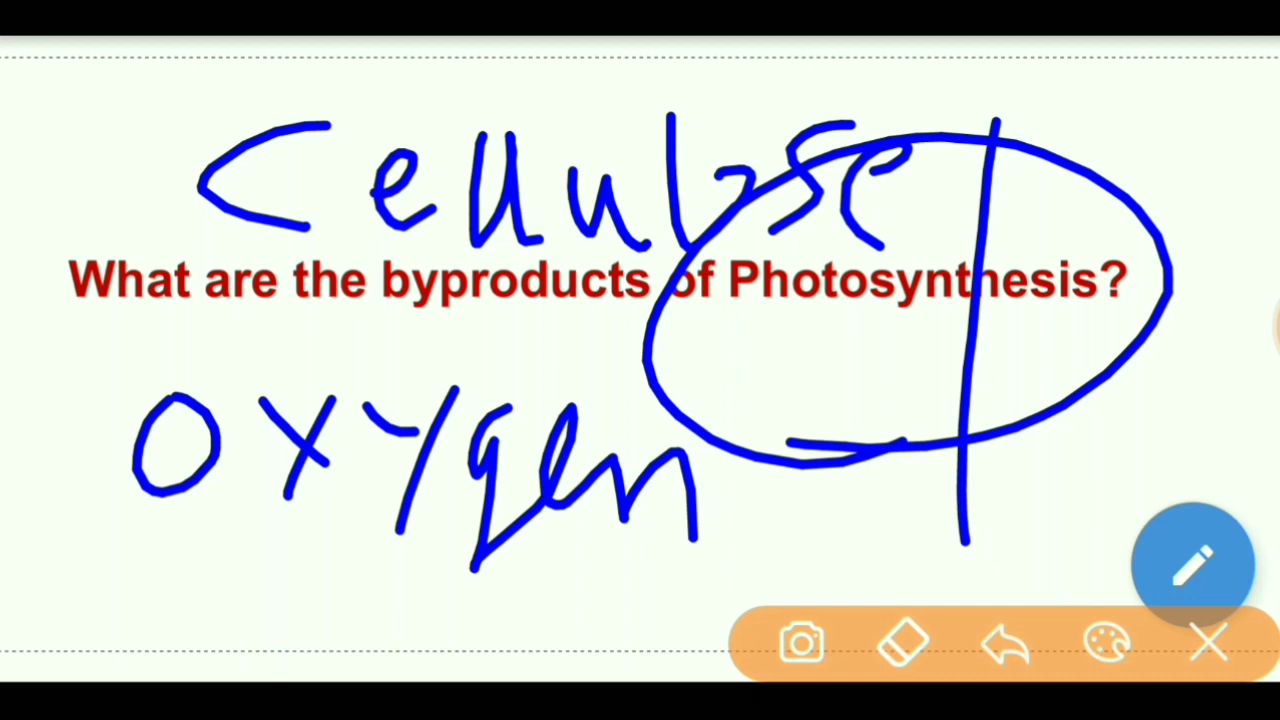 Cellulose
What are the byproducts of Photosynthesis?
oxygen